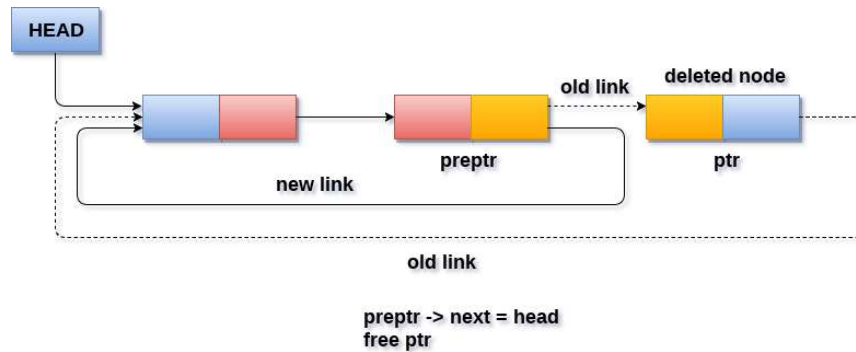 HEAD
old link
deleted node
preptr
ptr
new link
old link
preptr -> next = head
free ptr